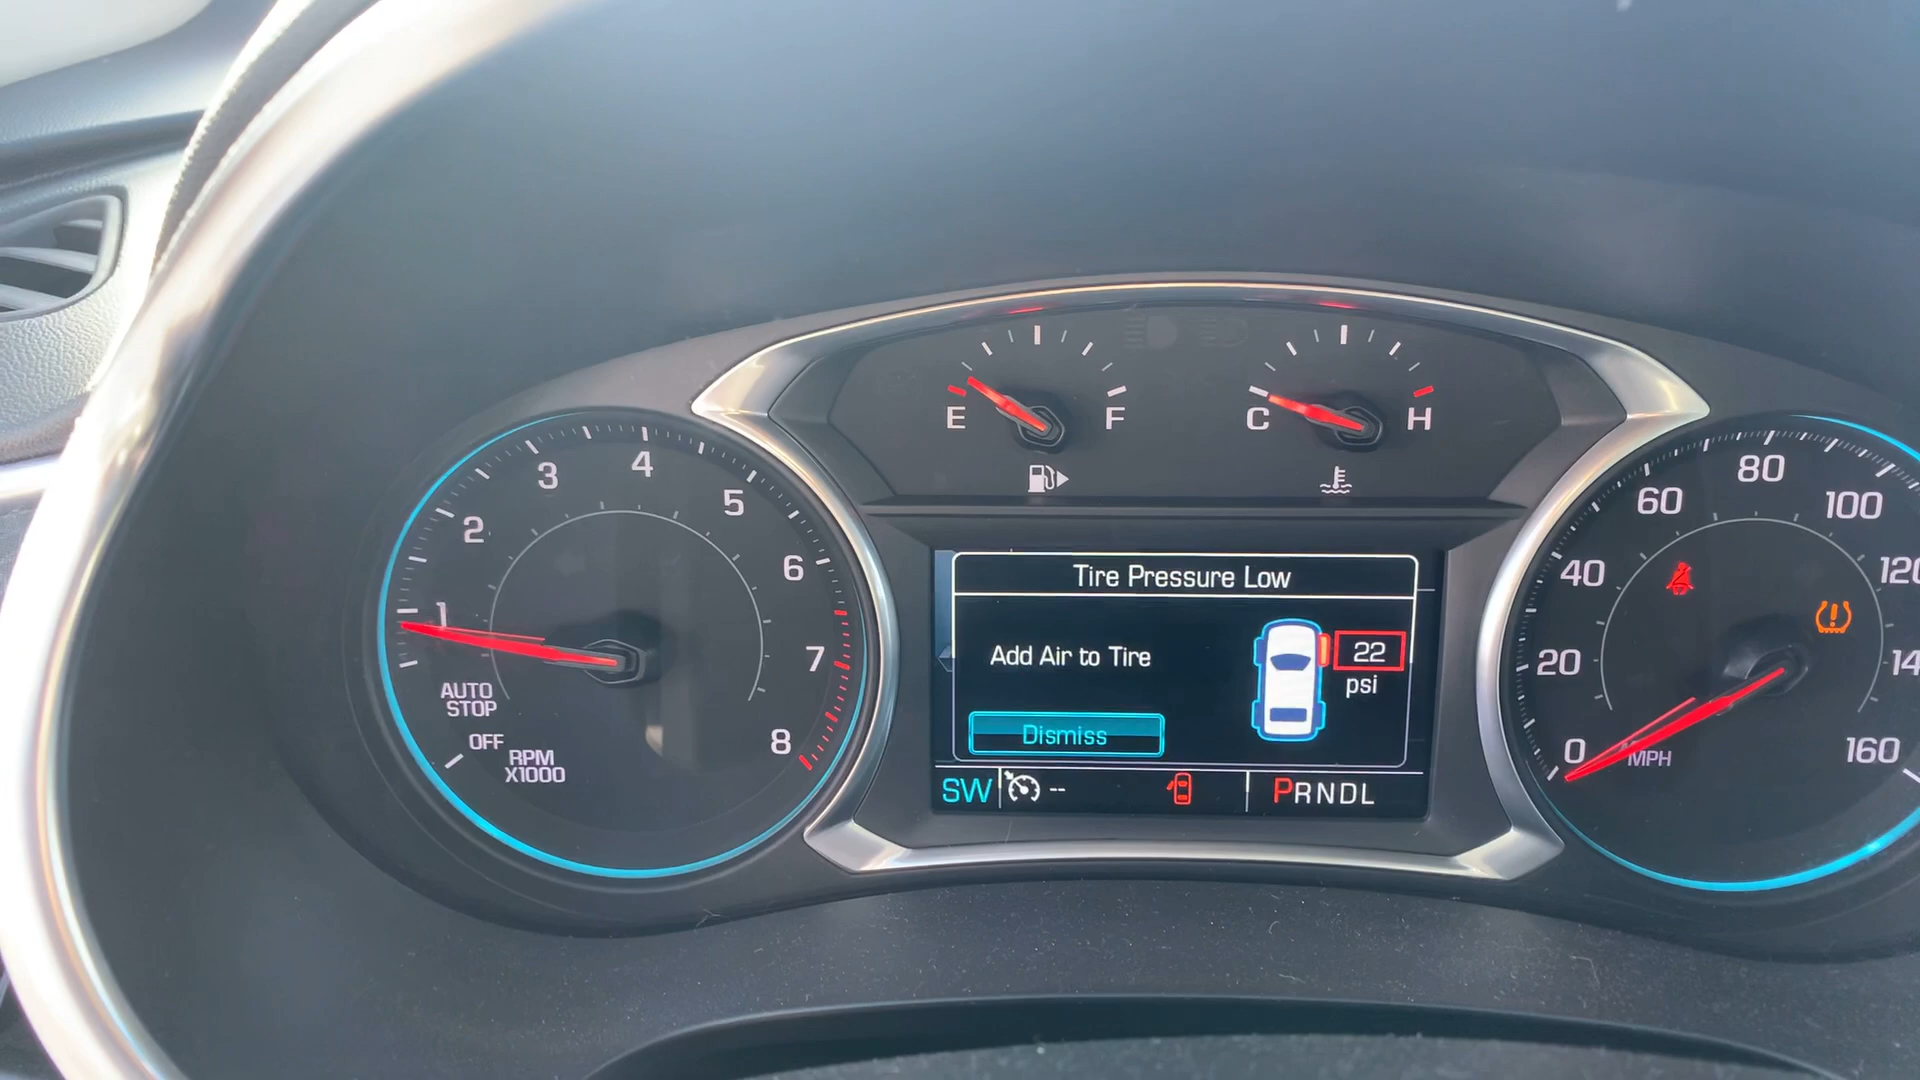 E
F
C
H
1
2
3
4
5
6
7
8
AUTO
STOP
OFF
RPM
X1000
Tire Pressure Low
Add Air to Tire
22
psi
Dismiss
SW
--
PRNDL
0
20
40
60
80
100
160
MPH